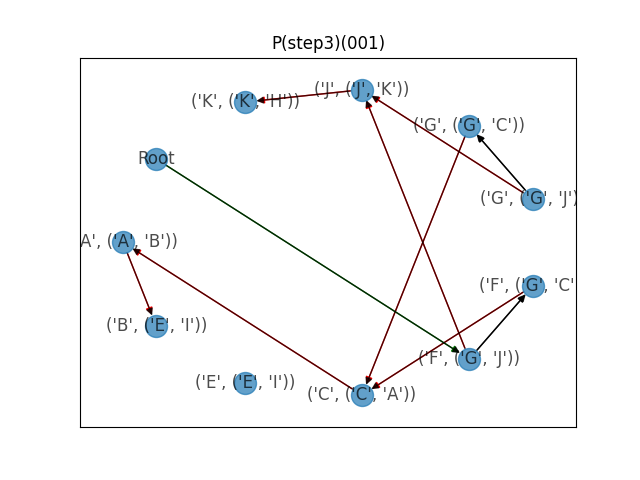 P(step3)(001)
('J', ('J', 'K'))
('K', ('K', 'H'))
('G', ('G', 'C'))
Root
('G', ('G', 'J')
A', ('A', 'B'))
('F', ('G', 'C'
('B', ('E', 'I'))
('F', ('G', 'J'))
('E', ('E', 'I'))
('C', ('C', 'A'))